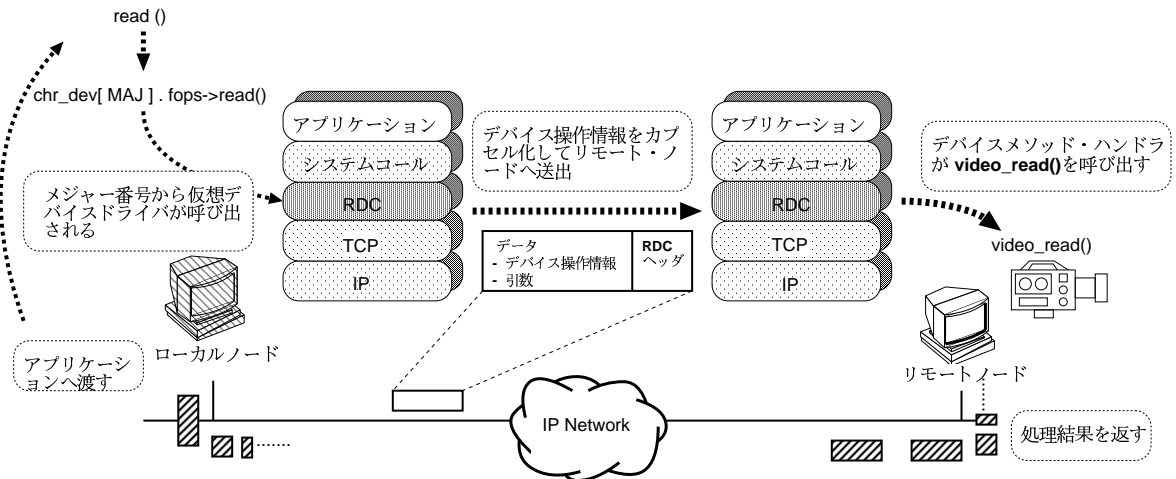 read ()
chr_dev[ MAJ ] . fops->read()
メジャー番号から仮想デ
バイスドライバが呼び出
される
アプリケーション
システムコール
RDC
TCP
IP
デバイス操作情報をカプ
セル化してリモート・ノ
ードへ送出
データ
- デバイス操作情報
- 引数
RDC
ヘッダ
アプリケーション
システムコール
RDC
TCP
IP
デバイスメソッド・ハンドラ
が video_read()を呼び出す
video_read()
ローカルノード
アプリケーシ
ョンへ渡す
リモートノード
IP Network
処理結果を返す